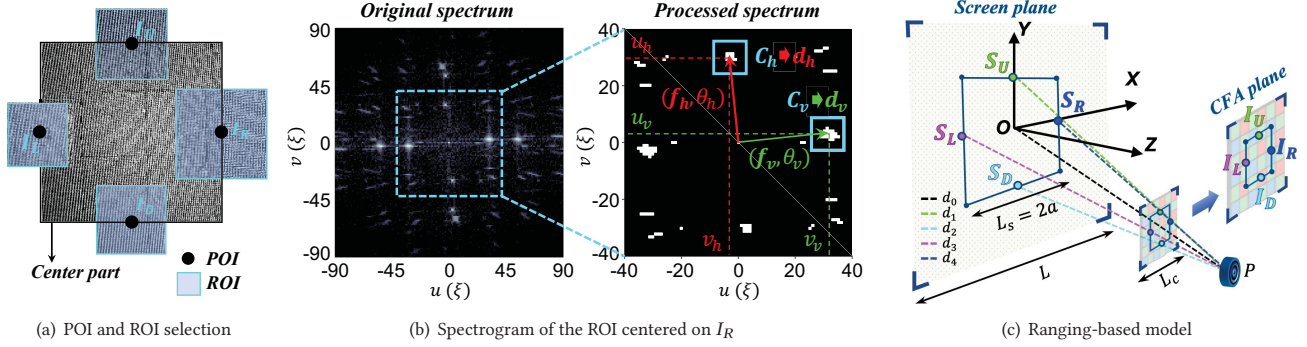 I_U
I_L
I_R
I_D
Center part
POI
ROI
(a) POI and ROI selection
Original spectrum
90
45
0
-45
-90
v (ξ)
-90 -45 0 45 90
u (ξ)
Processed spectrum
40
20
0
-20
-40
v (ξ)
u_h
u_v
C_h d_h
C_v d_v
(f_h, θ_h)
(f_v, θ_v)
v_h
v_v
-40 -20 0 20 40
u (ξ)
(b) Spectrogram of the ROI centered on I_R
Screen plane
Y
X
Z
O
S_U
S_R
S_L
S_D
L_s = 2a
d_0
d_1
d_2
d_3
d_4
L
L_c
P
CFA plane
I_U
I_R
I_L
I_D
(c) Ranging-based model